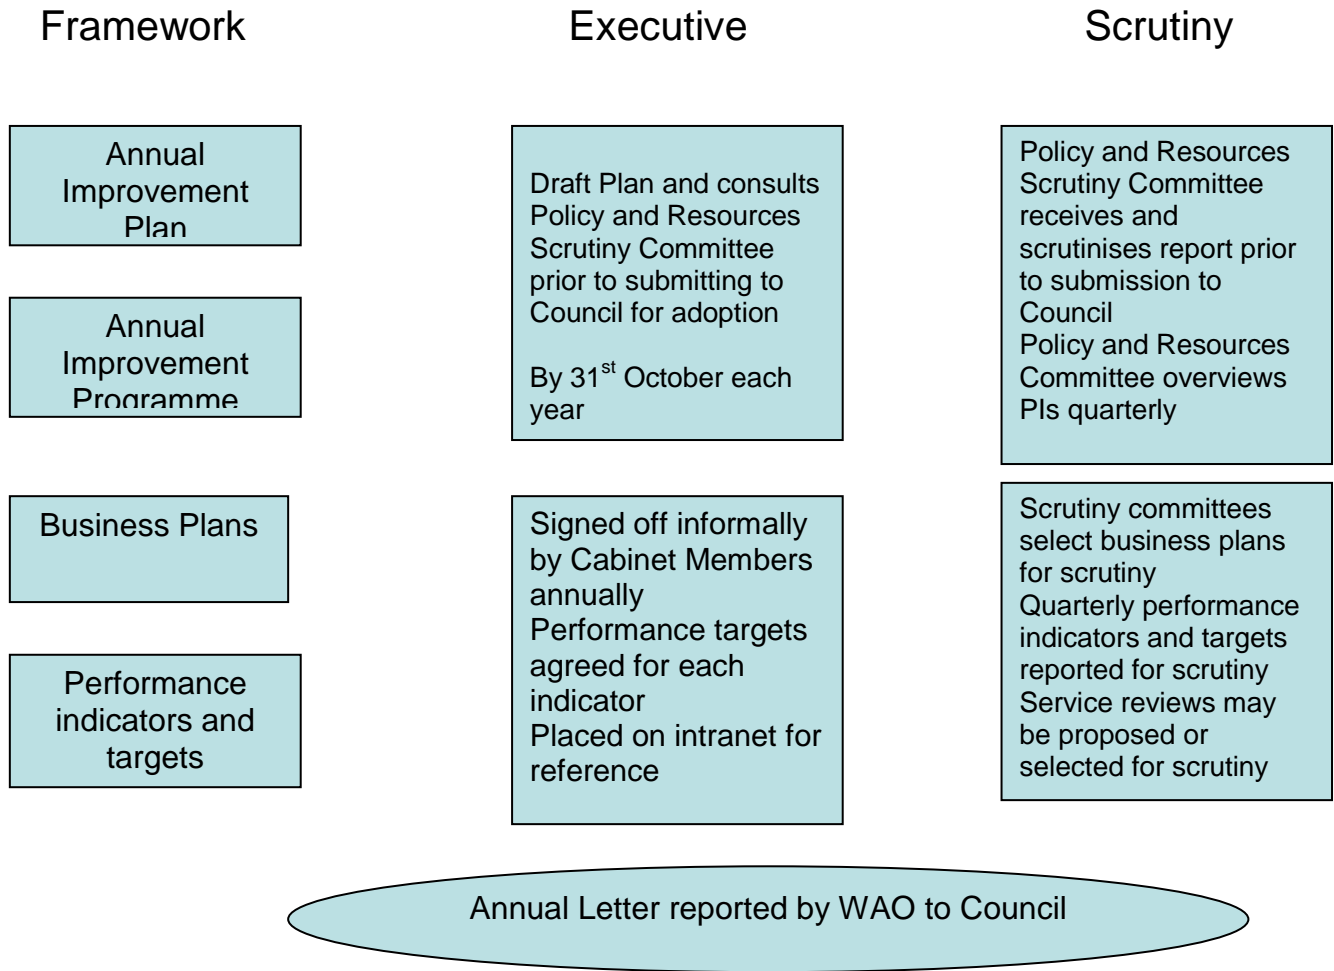 Framework
Executive
Scrutiny
Annual
Improvement
Plan
Annual
Improvement
Programme
Business Plans
Performance
indicators and
targets
Draft Plan and consults
Policy and Resources
Scrutiny Committee
prior to submitting to
Council for adoption
By 31st October each
year
Signed off informally
by Cabinet Members
annually
Performance targets
agreed for each
indicator
Placed on intranet for
reference
Policy and Resources
Scrutiny Committee
receives and
scrutinises report prior
to submission to
Council
Policy and Resources
Committee overviews
PIs quarterly
Scrutiny committees
select business plans
for scrutiny
Quarterly performance
indicators and targets
reported for scrutiny
Service reviews may
be proposed or
selected for scrutiny
Annual Letter reported by WAO to Council